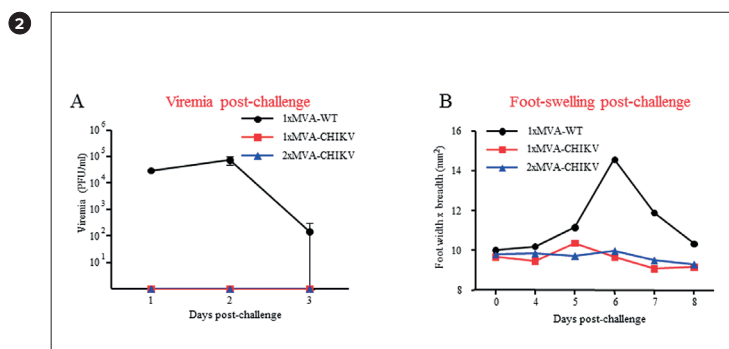 2
A
Viremia post-challenge
1xMVA-WT
1xMVA-CHIKV
2xMVA-CHIKV
Viremia (PFU/ml)
10^6
10^5
10^4
10^3
10^2
10^1
1 2 3
Days post-challenge
B
Foot-swelling post-challenge
1xMVA-WT
1xMVA-CHIKV
2xMVA-CHIKV
Foot width x breadth (mm²)
16
14
12
10
8
0 4 5 6 7 8
Days post-challenge